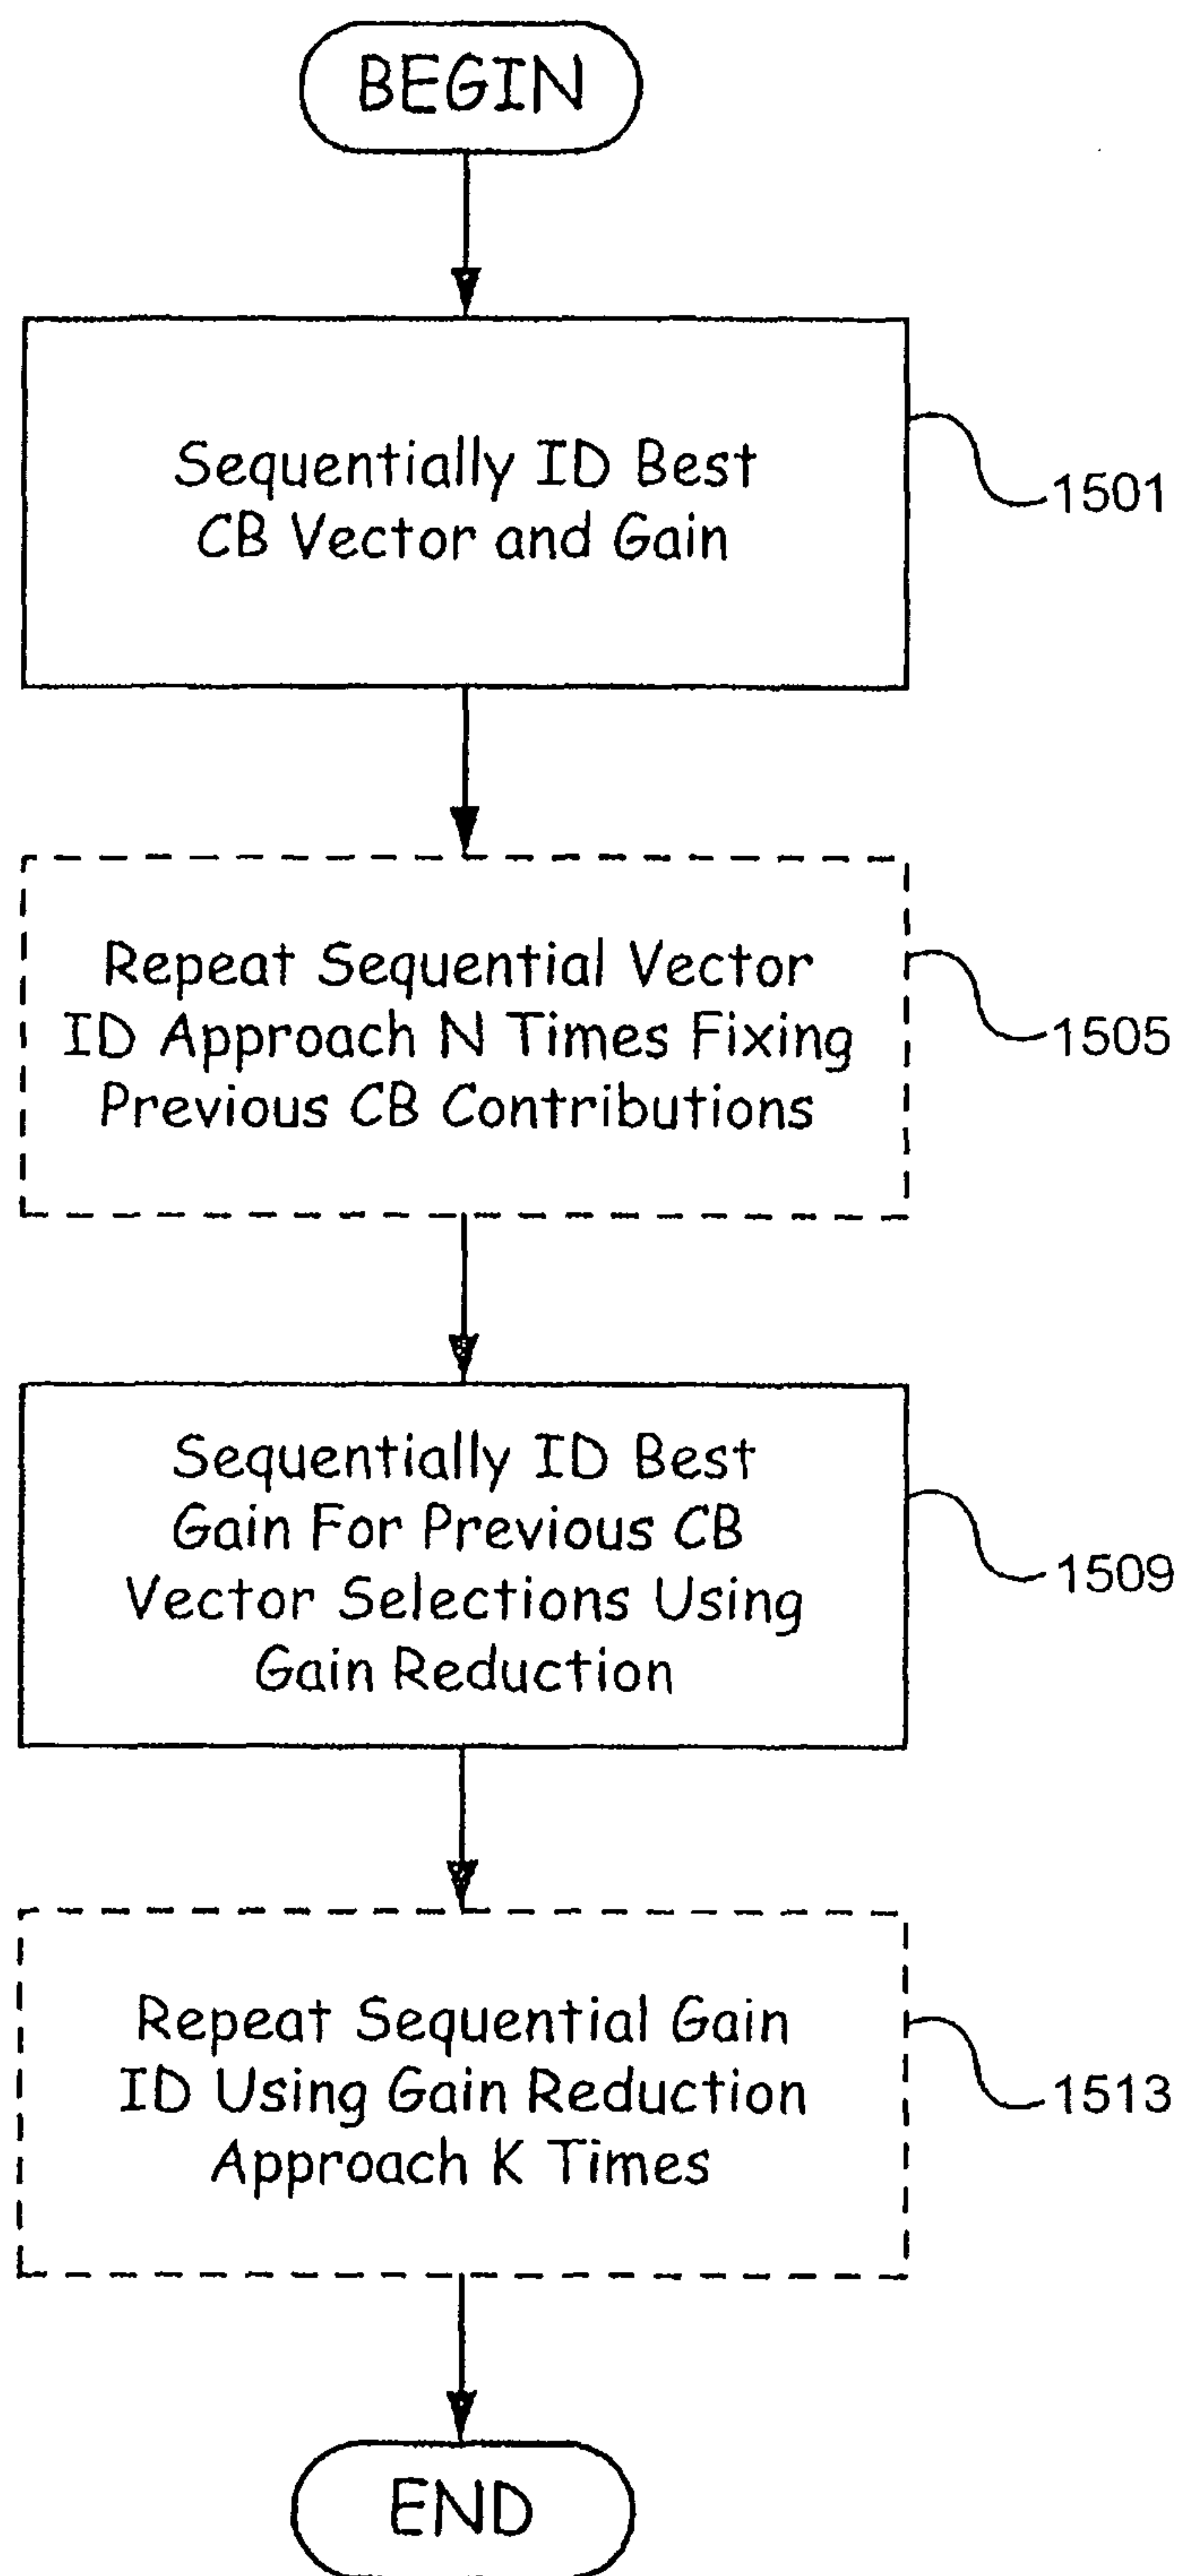 BEGIN
Sequentially ID Best
CB Vector and Gain
1501
Repeat Sequential Vector
ID Approach N Times Fixing
Previous CB Contributions
1505
Sequentially ID Best
Gain For Previous CB
Vector Selections Using
Gain Reduction
1509
Repeat Sequential Gain
ID Using Gain Reduction
Approach K Times
1513
END